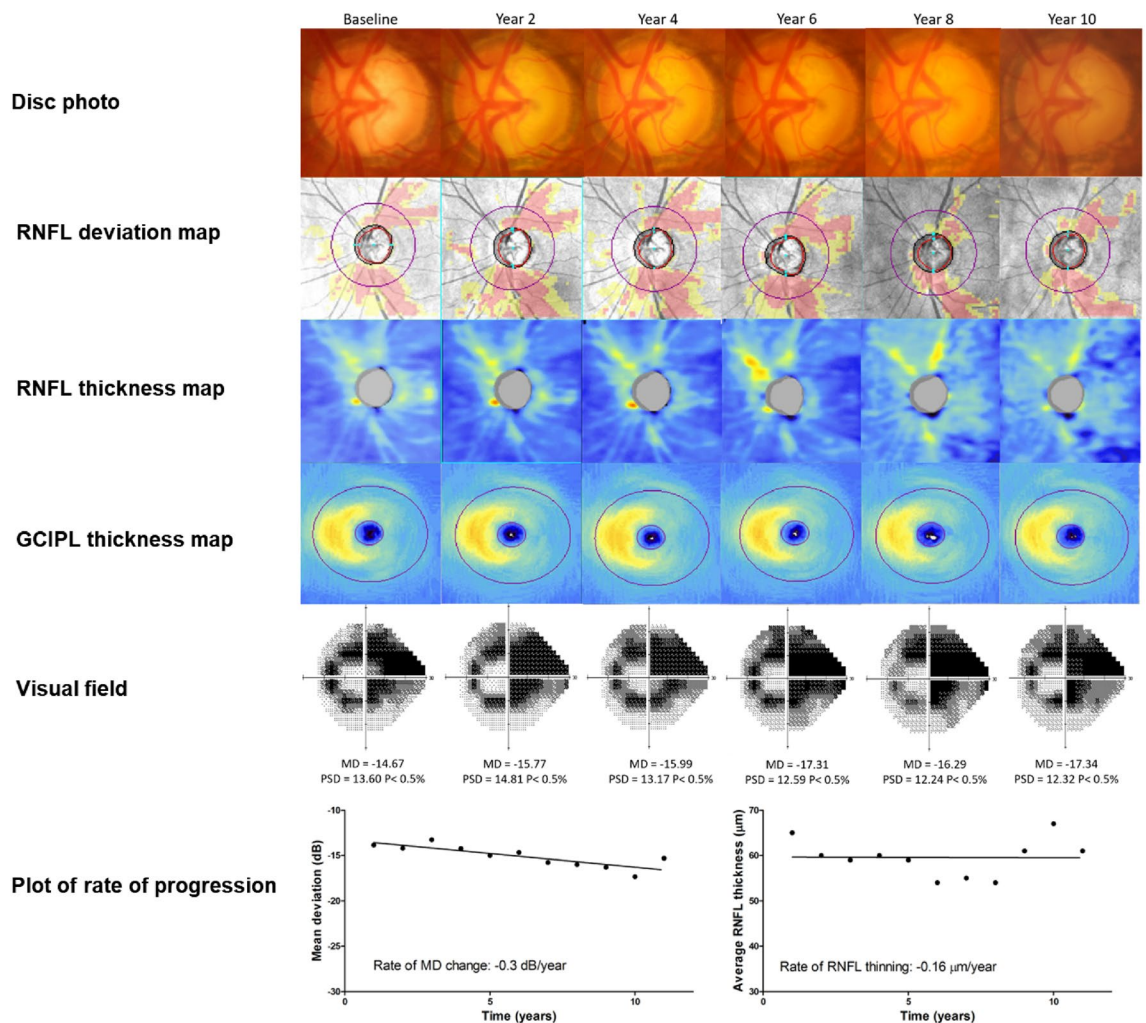 Baseline Year 2 Year 4 Year 6 Year 8 Year 10
Disc photo
RNFL deviation map
RNFL thickness map
GCIPL thickness map
Visual field
30 30 30 30 30 30
MD = -14.67 MD = -15.77 MD = -15.99 MD = -17.31 MD = -16.29 MD = -17.34
PSD = 13.60 P< 0.5% PSD = 14.81 P< 0.5% PSD = 13.17 P< 0.5% PSD = 12.59 P< 0.5% PSD = 12.24 P< 0.5% PSD = 12.32 P< 0.5%
Plot of rate of progression
Mean deviation (dB)
-10
-15
-20
-25
-30
Rate of MD change: -0.3 dB/year
0 5 10
Time (years)
Average RNFL thickness (μm)
70
60
50
40
30
Rate of RNFL thinning: -0.16 μm/year
0 5 10
Time (years)